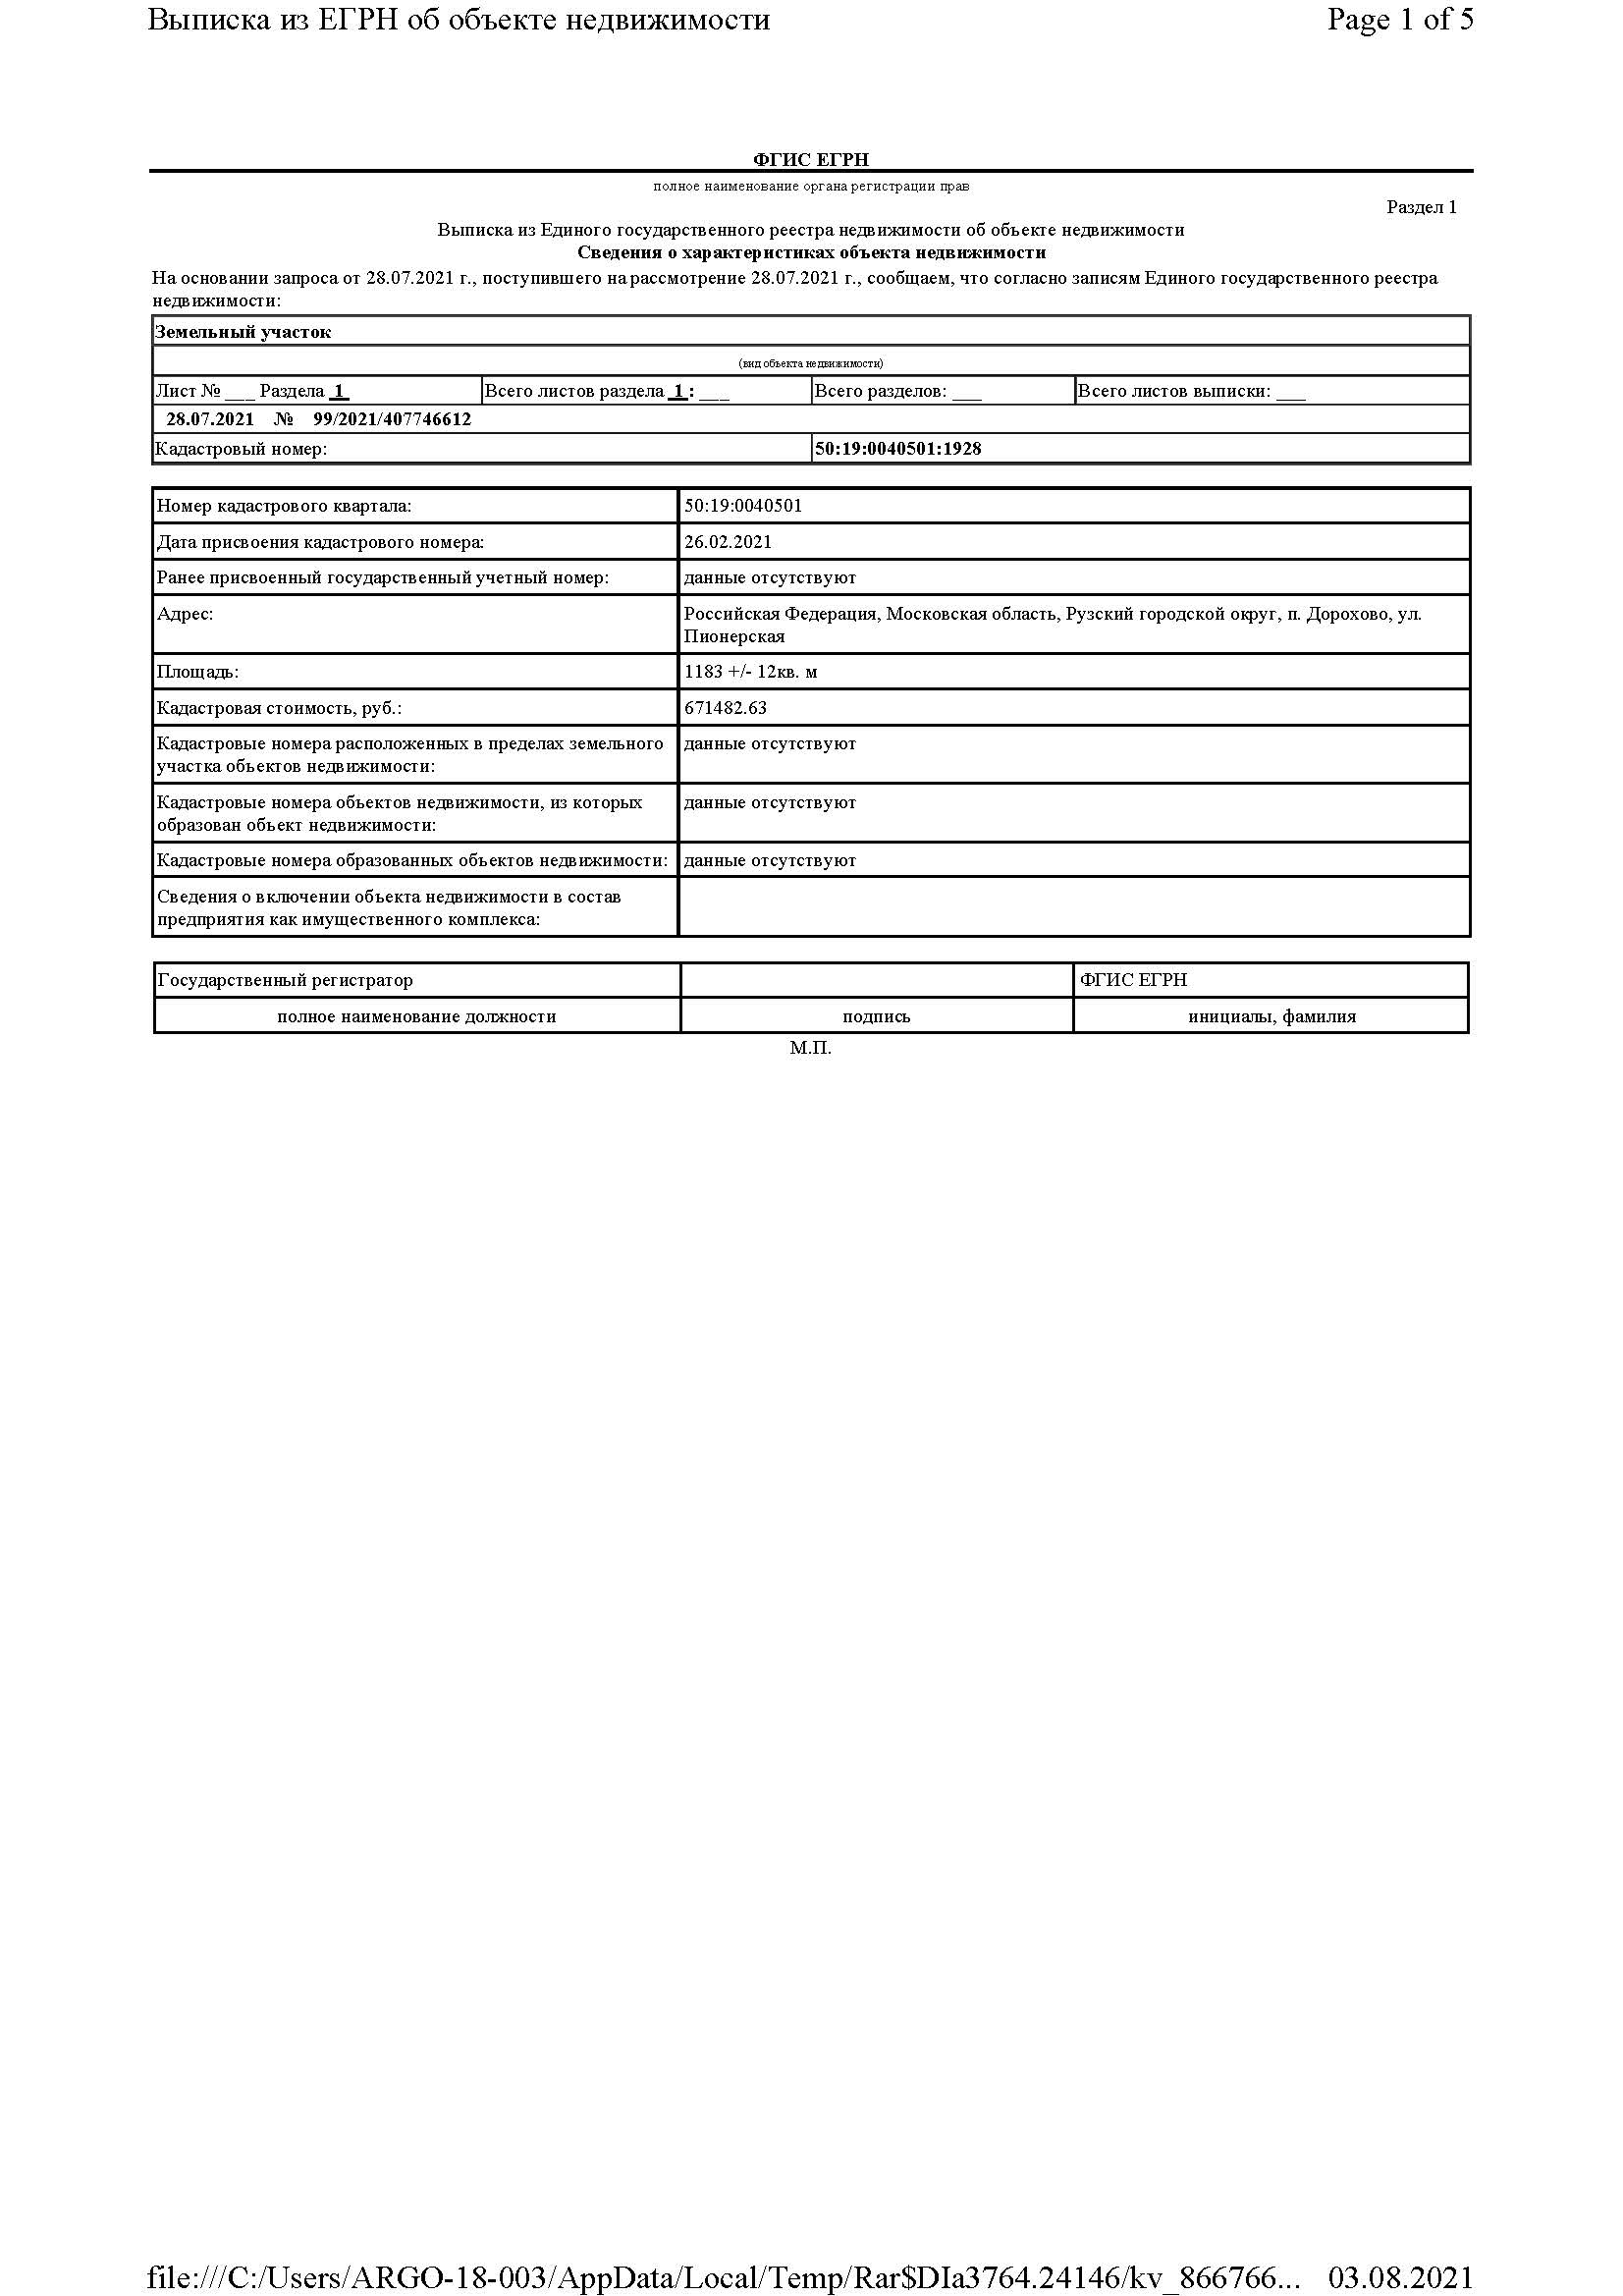 Выписка из ЕГРН об объекте недвижимости Page 1 of 5
ФГИС ЕГРН
полное наименование органа регистрации прав
Раздел 1
Выписка из Единого государственного реестра недвижимости об объекте недвижимости
Сведения о характеристиках объекта недвижимости
На основании запроса от 28.07.2021 г., поступившего на рассмотрение 28.07.2021 г., сообщаем, что согласно записям Единого государственного реестра
недвижимости:
Земельный участок
(вид объекта недвижимости)
Лист № ___ Раздела 1 Всего листов раздела 1 : ___ Всего разделов: ___ Всего листов выписки: ___
28.07.2021 № 99/2021/407746612
Кадастровый номер: 50:19:0040501:1928
Номер кадастрового квартала: 50:19:0040501
Дата присвоения кадастрового номера: 26.02.2021
Ранее присвоенный государственный учетный номер: данные отсутствуют
Адрес: Российская Федерация, Московская область, Рузский городской округ, п. Дорохово, ул.
Пионерская
Площадь: 1183 +/- 12кв. м
Кадастровая стоимость, руб.: 671482.63
Кадастровые номера расположенных в пределах земельного данные отсутствуют
участка объектов недвижимости:
Кадастровые номера объектов недвижимости, из которых данные отсутствуют
образован объект недвижимости:
Кадастровые номера образованных объектов недвижимости: данные отсутствуют
Сведения о включении объекта недвижимости в состав
предприятия как имущественного комплекса:
Государственный регистратор ФГИС ЕГРН
полное наименование должности подпись инициалы, фамилия
М.П.
file:///C:/Users/ARGO-18-003/AppData/Local/Temp/Rar$DIa3764.24146/kv_866766... 03.08.2021